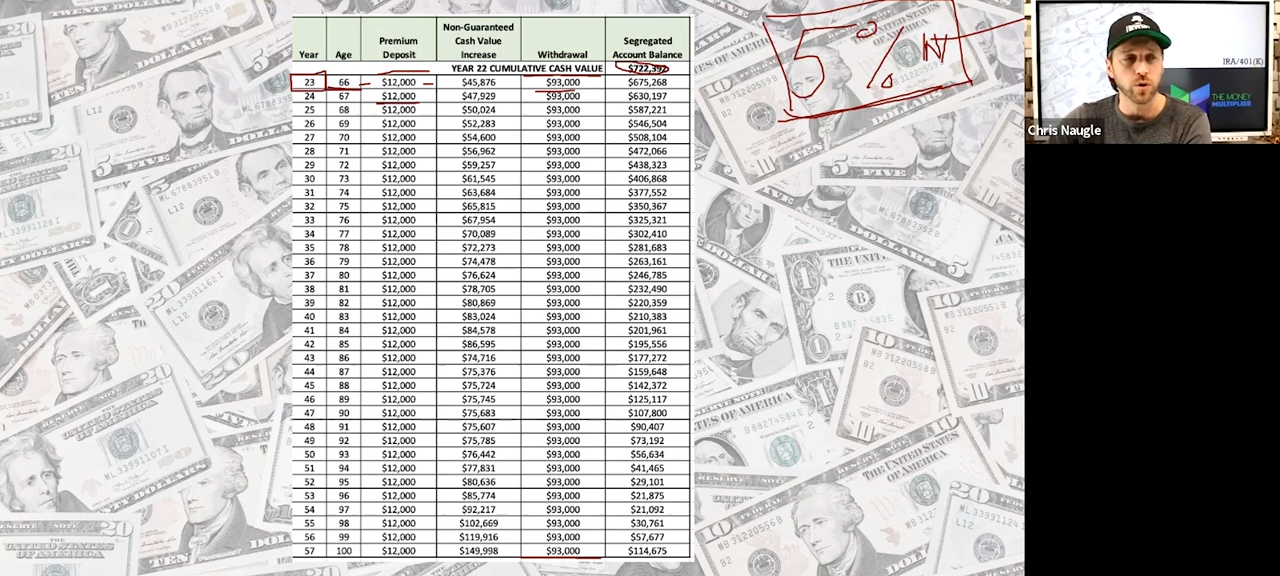 Year Age Premium Deposit Non-Guaranteed Cash Value Increase Withdrawal Segregated Account Balance
YEAR 22 CUMULATIVE CASH VALUE $722,392
23 66 $12,000 $45,876 $93,000 $675,268
24 67 $12,000 $47,929 $93,000 $630,197
25 68 $12,000 $50,024 $93,000 $587,221
26 69 $12,000 $52,283 $93,000 $546,504
27 70 $12,000 $54,600 $93,000 $508,104
28 71 $12,000 $56,962 $93,000 $472,066
29 72 $12,000 $59,257 $93,000 $438,323
30 73 $12,000 $61,545 $93,000 $406,868
31 74 $12,000 $63,684 $93,000 $377,552
32 75 $12,000 $65,815 $93,000 $350,367
33 76 $12,000 $67,954 $93,000 $325,321
34 77 $12,000 $70,089 $93,000 $302,410
35 78 $12,000 $72,273 $93,000 $281,683
36 79 $12,000 $74,478 $93,000 $263,161
37 80 $12,000 $76,624 $93,000 $246,785
38 81 $12,000 $78,705 $93,000 $232,490
39 82 $12,000 $80,869 $93,000 $220,359
40 83 $12,000 $83,024 $93,000 $210,383
41 84 $12,000 $84,578 $93,000 $201,961
42 85 $12,000 $86,595 $93,000 $195,556
43 86 $12,000 $74,716 $93,000 $177,272
44 87 $12,000 $75,376 $93,000 $159,648
45 88 $12,000 $75,724 $93,000 $142,372
46 89 $12,000 $75,745 $93,000 $125,117
47 90 $12,000 $75,683 $93,000 $107,800
48 91 $12,000 $75,607 $93,000 $90,407
49 92 $12,000 $75,785 $93,000 $73,192
50 93 $12,000 $76,442 $93,000 $56,634
51 94 $12,000 $77,831 $93,000 $41,465
52 95 $12,000 $80,636 $93,000 $29,101
53 96 $12,000 $85,774 $93,000 $21,875
54 97 $12,000 $92,217 $93,000 $21,092
55 98 $12,000 $102,669 $93,000 $30,761
56 99 $12,000 $119,916 $93,000 $57,677
57 100 $12,000 $149,998 $93,000 $114,675
5%
IRA/401(K)
THE MONEY
MULTIPLIER
Chris Naugle